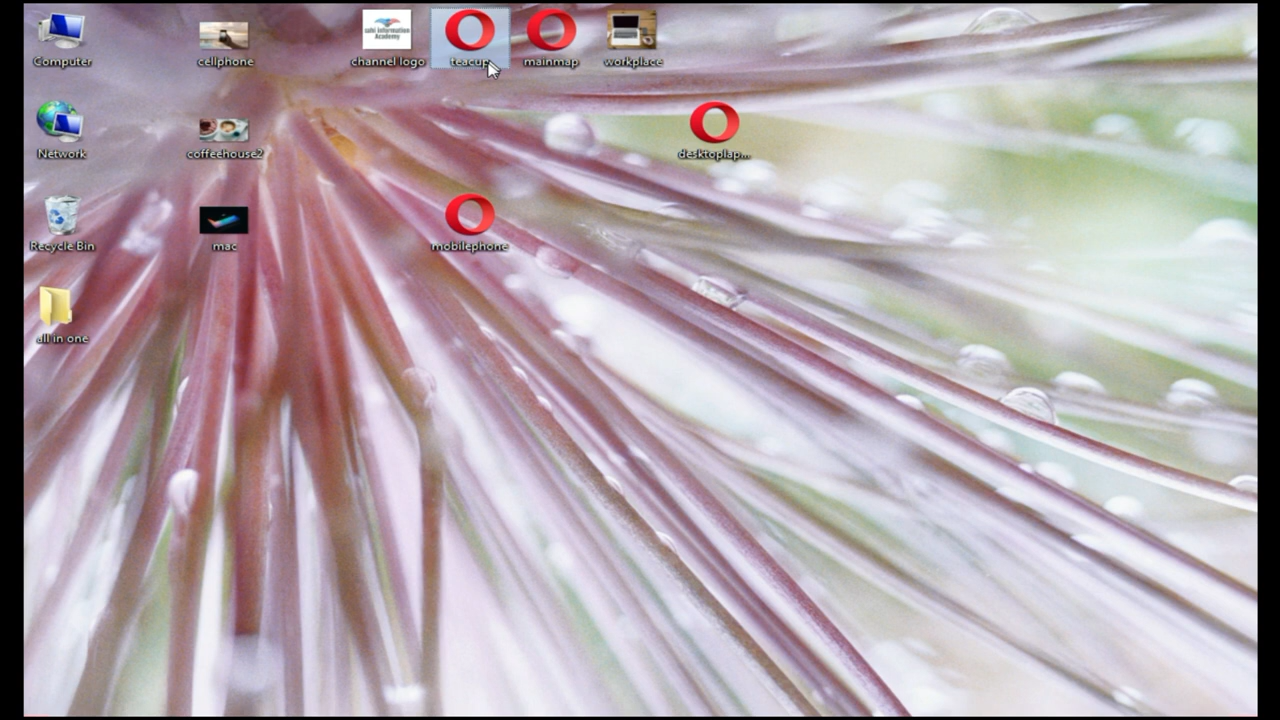 Computer
cellphone
channel logo
teacup
mainmap
workplace
Network
coffeehouse2
desktoplap...
Recycle Bin
mac
mobilephone
all in one